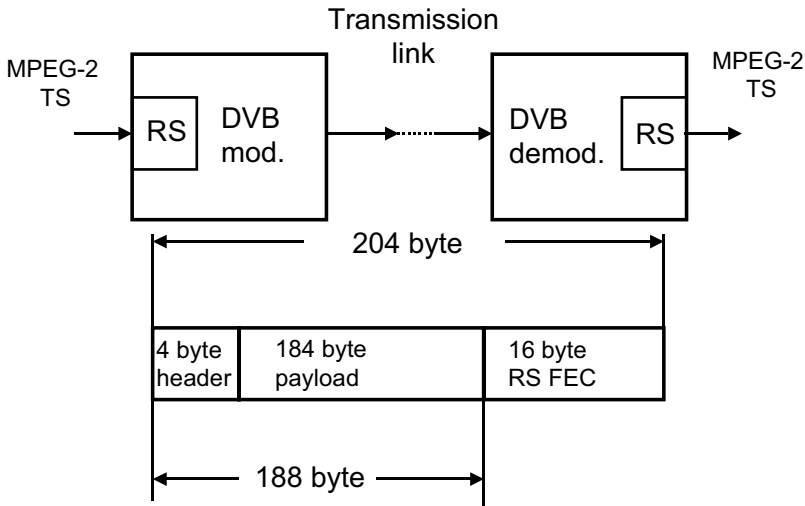 Transmission
link
MPEG-2
TS
RS
DVB
mod.
DVB
demod.
RS
MPEG-2
TS
204 byte
4 byte
header
184 byte
payload
16 byte
RS FEC
188 byte